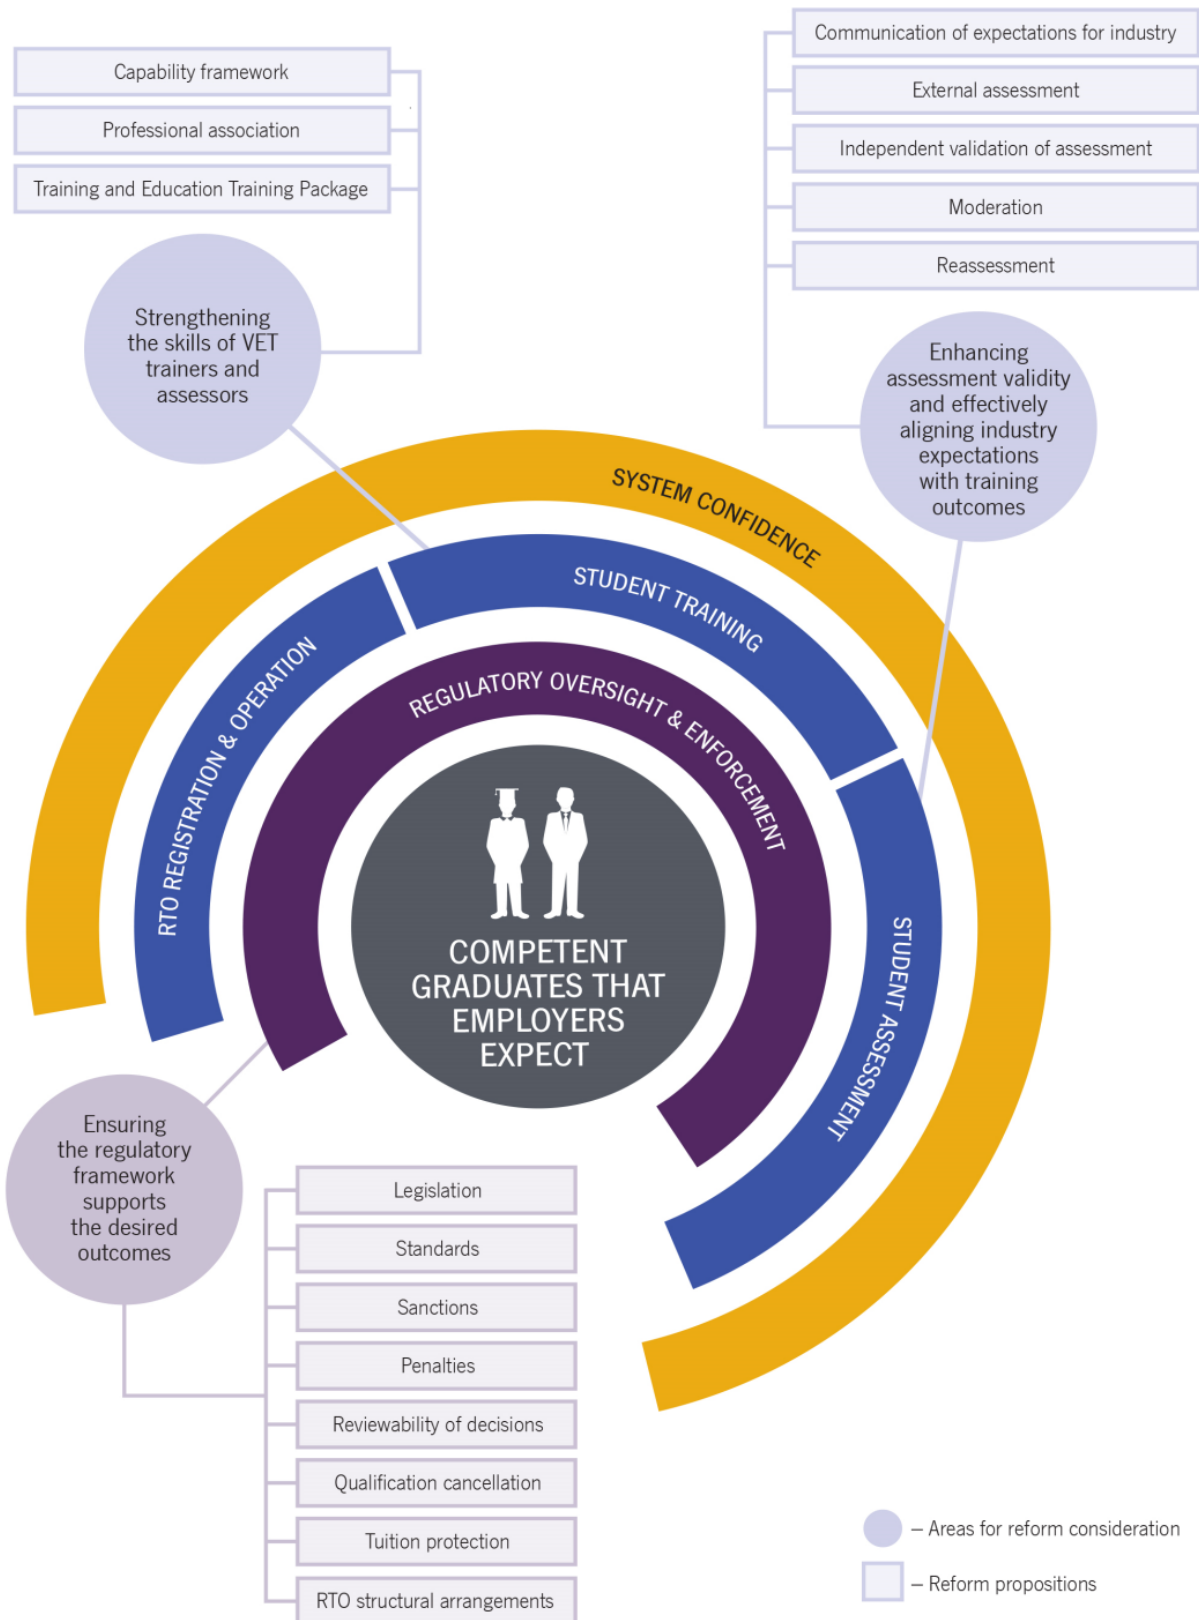 Capability framework
Professional association
Training and Education Training Package
Communication of expectations for industry
External assessment
Independent validation of assessment
Moderation
Reassessment
Strengthening
the skills of VET
trainers and
assessors
Enhancing
assessment validity
and effectively
aligning industry
expectations
with training
outcomes
SYSTEM CONFIDENCE
RTO REGISTRATION & OPERATION
STUDENT TRAINING
STUDENT ASSESSMENT
REGULATORY OVERSIGHT & ENFORCEMENT
COMPETENT
GRADUATES THAT
EMPLOYERS
EXPECT
Ensuring
the regulatory
framework
supports
the desired
outcomes
Legislation
Standards
Sanctions
Penalties
Reviewability of decisions
Qualification cancellation
Tuition protection
RTO structural arrangements
– Areas for reform consideration
– Reform propositions